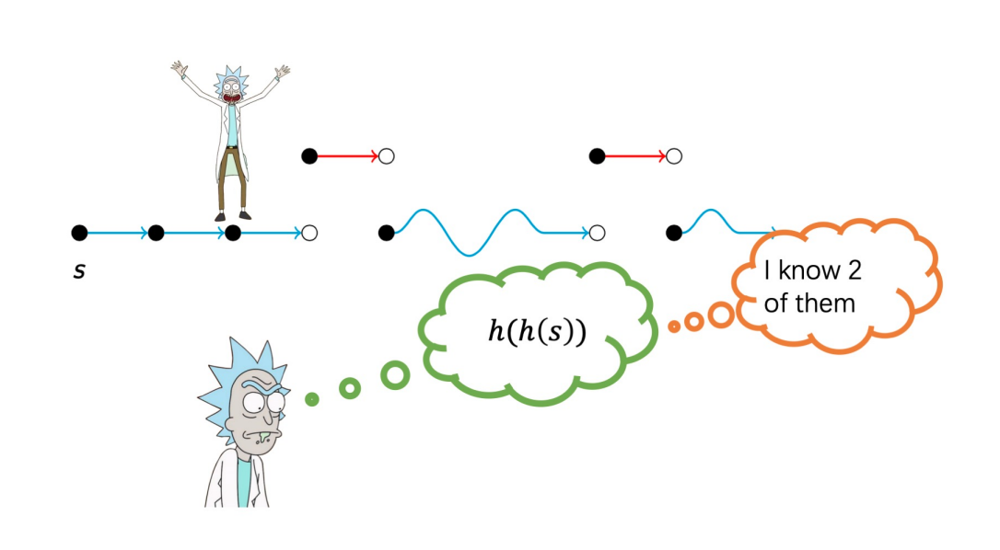 s
h(h(s))
I know 2
of them